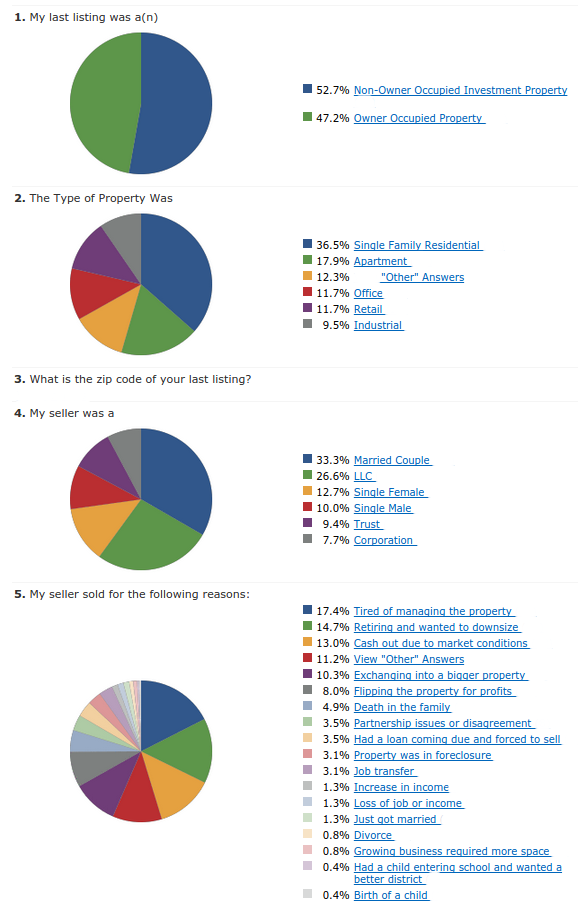 1. My last listing was a(n)
52.7% Non-Owner Occupied Investment Property
47.2% Owner Occupied Property
2. The Type of Property Was
36.5% Single Family Residential
17.9% Apartment
12.3% "Other" Answers
11.7% Office
11.7% Retail
9.5% Industrial
3. What is the zip code of your last listing?
4. My seller was a
33.3% Married Couple
26.6% LLC
12.7% Single Female
10.0% Single Male
9.4% Trust
7.7% Corporation
5. My seller sold for the following reasons:
17.4% Tired of managing the property
14.7% Retiring and wanted to downsize
13.0% Cash out due to market conditions
11.2% View "Other" Answers
10.3% Exchanging into a bigger property
8.0% Flipping the property for profits
4.9% Death in the family
3.5% Partnership issues or disagreement
3.5% Had a loan coming due and forced to sell
3.1% Property was in foreclosure
3.1% Job transfer
1.3% Increase in income
1.3% Loss of job or income
1.3% Just got married
0.8% Divorce
0.8% Growing business required more space
0.4% Had a child entering school and wanted a
better district
0.4% Birth of a child